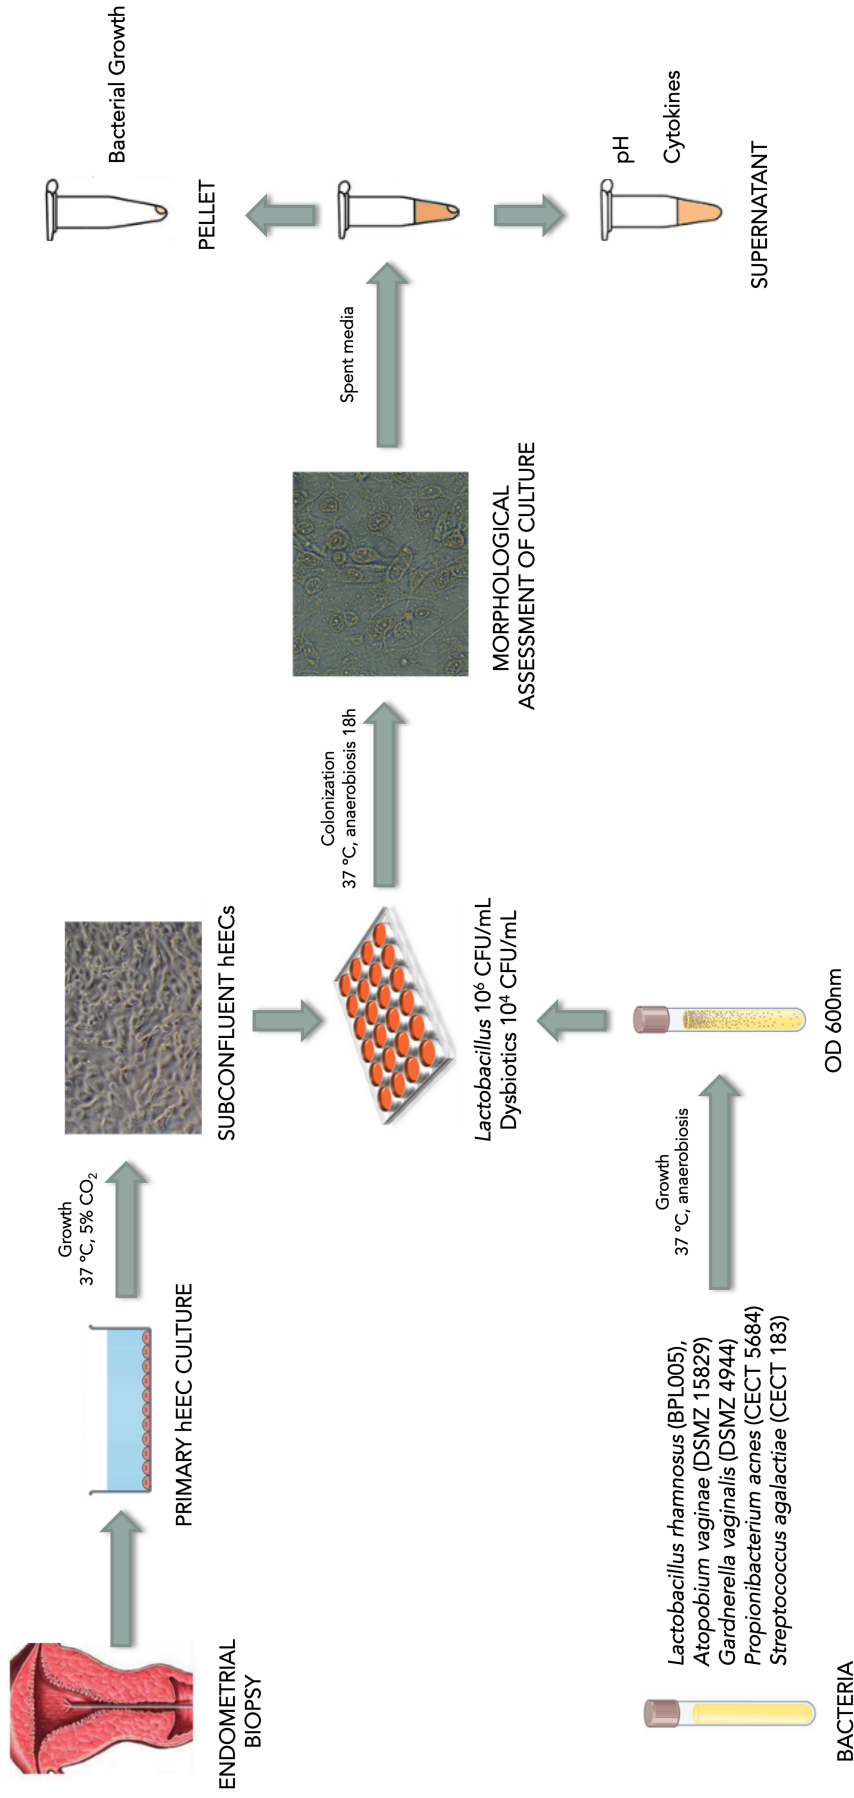 ENDOMETRIAL
BIOPSY
PRIMARY hEEC CULTURE
Growth
37 °C, 5% CO2
SUBCONFLUENT hEECs
BACTERIA
Lactobacillus rhamnosus (BPL005),
Atopobium vaginae (DSMZ 15829)
Gardnerella vaginalis (DSMZ 4944)
Propionibacterium acnes (CECT 5684)
Streptococcus agalactiae (CECT 183)
Growth
37 °C, anaerobiosis
OD 600nm
Lactobacillus 10⁶ CFU/mL
Dysbiotics 10⁴ CFU/mL
Colonization
37 °C, anaerobiosis 18h
MORPHOLOGICAL
ASSESSMENT OF CULTURE
Spent media
PELLET
Bacterial Growth
SUPERNATANT
pH
Cytokines